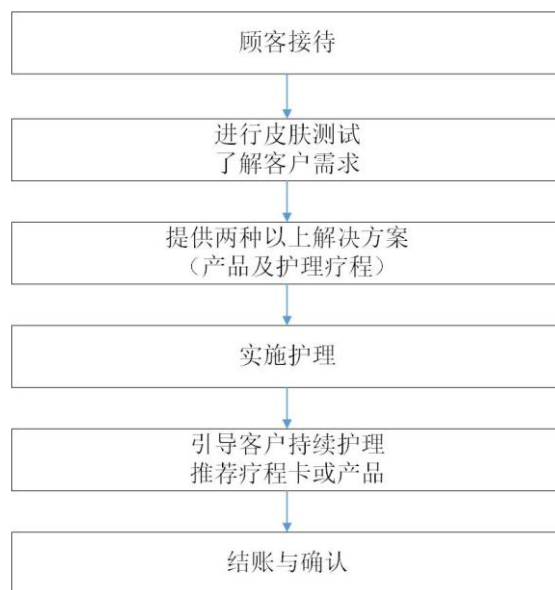 顾客接待
进行皮肤测试
了解客户需求
提供两种以上解决方案
（产品及护理疗程）
实施护理
引导客户持续护理
推荐疗程卡或产品
结账与确认